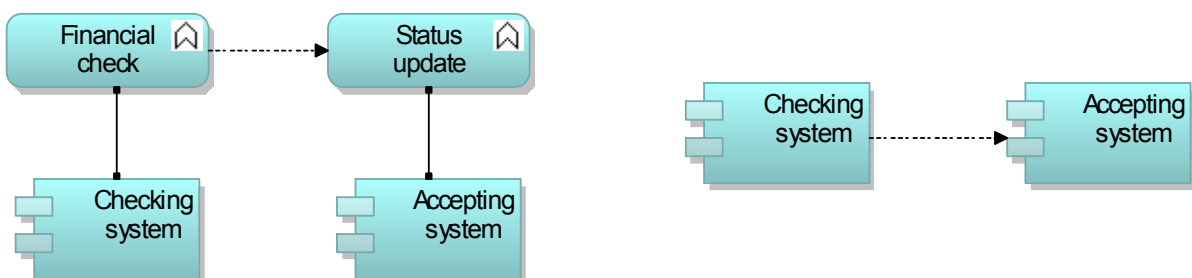 Financial
check
Status
update
Checking
system
Accepting
system
Checking
system
Accepting
system